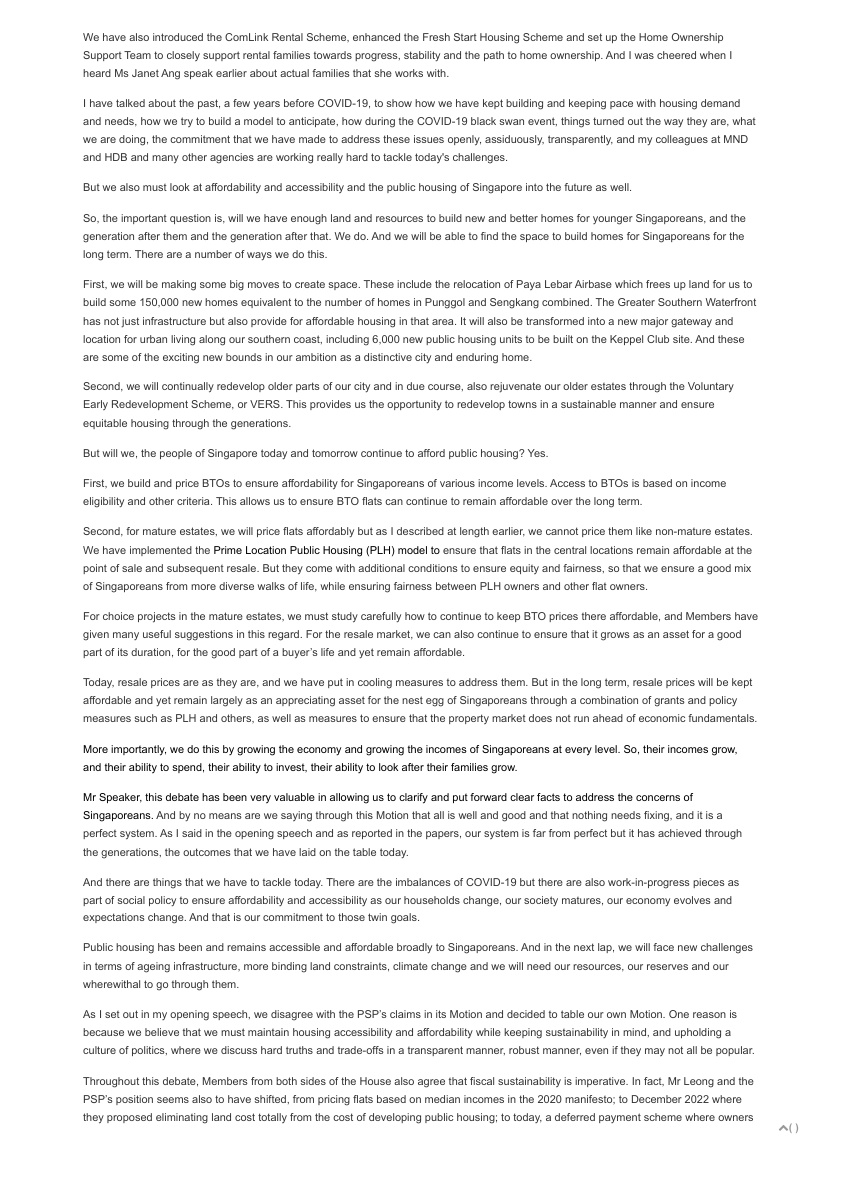 We have also introduced the ComLink Rental Scheme, enhanced the Fresh Start Housing Scheme and set up the Home Ownership
Support Team to closely support rental families towards progress, stability and the path to home ownership. And I was cheered when I
heard Ms Janet Ang speak earlier about actual families that she works with.
I have talked about the past, a few years before COVID-19, to show how we have kept building and keeping pace with housing demand
and needs, how we try to build a model to anticipate, how during the COVID-19 black swan event, things turned out the way they are, what
we are doing, the commitment that we have made to address these issues openly, assiduously, transparently, and my colleagues at MND
and HDB and many other agencies are working really hard to tackle today's challenges.
But we also must look at affordability and accessibility and the public housing of Singapore into the future as well.
So, the important question is, will we have enough land and resources to build new and better homes for younger Singaporeans, and the
generation after them and the generation after that. We do. And we will be able to find the space to build homes for Singaporeans for the
long term. There are a number of ways we do this.
First, we will be making some big moves to create space. These include the relocation of Paya Lebar Airbase which frees up land for us to
build some 150,000 new homes equivalent to the number of homes in Punggol and Sengkang combined. The Greater Southern Waterfront
has not just infrastructure but also provide for affordable housing in that area. It will also be transformed into a new major gateway and
location for urban living along our southern coast, including 6,000 new public housing units to be built on the Keppel Club site. And these
are some of the exciting new bounds in our ambition as a distinctive city and enduring home.
Second, we will continually redevelop older parts of our city and in due course, also rejuvenate our older estates through the Voluntary
Early Redevelopment Scheme, or VERS. This provides us the opportunity to redevelop towns in a sustainable manner and ensure
equitable housing through the generations.
But will we, the people of Singapore today and tomorrow continue to afford public housing? Yes.
First, we build and price BTOs to ensure affordability for Singaporeans of various income levels. Access to BTOs is based on income
eligibility and other criteria. This allows us to ensure BTO flats can continue to remain affordable over the long term.
Second, for mature estates, we will price flats affordably but as I described at length earlier, we cannot price them like non-mature estates.
We have implemented the Prime Location Public Housing (PLH) model to ensure that flats in the central locations remain affordable at the
point of sale and subsequent resale. But they come with additional conditions to ensure equity and fairness, so that we ensure a good mix
of Singaporeans from more diverse walks of life, while ensuring fairness between PLH owners and other flat owners.
For choice projects in the mature estates, we must study carefully how to continue to keep BTO prices there affordable, and Members have
given many useful suggestions in this regard. For the resale market, we can also continue to ensure that it grows as an asset for a good
part of its duration, for the good part of a buyer's life and yet remain affordable.
Today, resale prices are as they are, and we have put in cooling measures to address them. But in the long term, resale prices will be kept
affordable and yet remain largely as an appreciating asset for the nest egg of Singaporeans through a combination of grants and policy
measures such as PLH and others, as well as measures to ensure that the property market does not run ahead of economic fundamentals.
More importantly, we do this by growing the economy and growing the incomes of Singaporeans at every level. So, their incomes grow,
and their ability to spend, their ability to invest, their ability to look after their families grow.
Mr Speaker, this debate has been very valuable in allowing us to clarify and put forward clear facts to address the concerns of
Singaporeans. And by no means are we saying through this Motion that all is well and good and that nothing needs fixing, and it is a
perfect system. As I said in the opening speech and as reported in the papers, our system is far from perfect but it has achieved through
the generations, the outcomes that we have laid on the table today.
And there are things that we have to tackle today. There are the imbalances of COVID-19 but there are also work-in-progress pieces as
part of social policy to ensure affordability and accessibility as our households change, our society matures, our economy evolves and
expectations change. And that is our commitment to those twin goals.
Public housing has been and remains accessible and affordable broadly to Singaporeans. And in the next lap, we will face new challenges
in terms of ageing infrastructure, more binding land constraints, climate change and we will need our resources, our reserves and our
wherewithal to go through them.
As I set out in my opening speech, we disagree with the PSP's claims in its Motion and decided to table our own Motion. One reason is
because we believe that we must maintain housing accessibility and affordability while keeping sustainability in mind, and upholding a
culture of politics, where we discuss hard truths and trade-offs in a transparent manner, robust manner, even if they may not all be popular.
Throughout this debate, Members from both sides of the House also agree that fiscal sustainability is imperative. In fact, Mr Leong and the
PSP's position seems also to have shifted, from pricing flats based on median incomes in the 2020 manifesto; to December 2022 where
they proposed eliminating land cost totally from the cost of developing public housing; to today, a deferred payment scheme where owners
( )